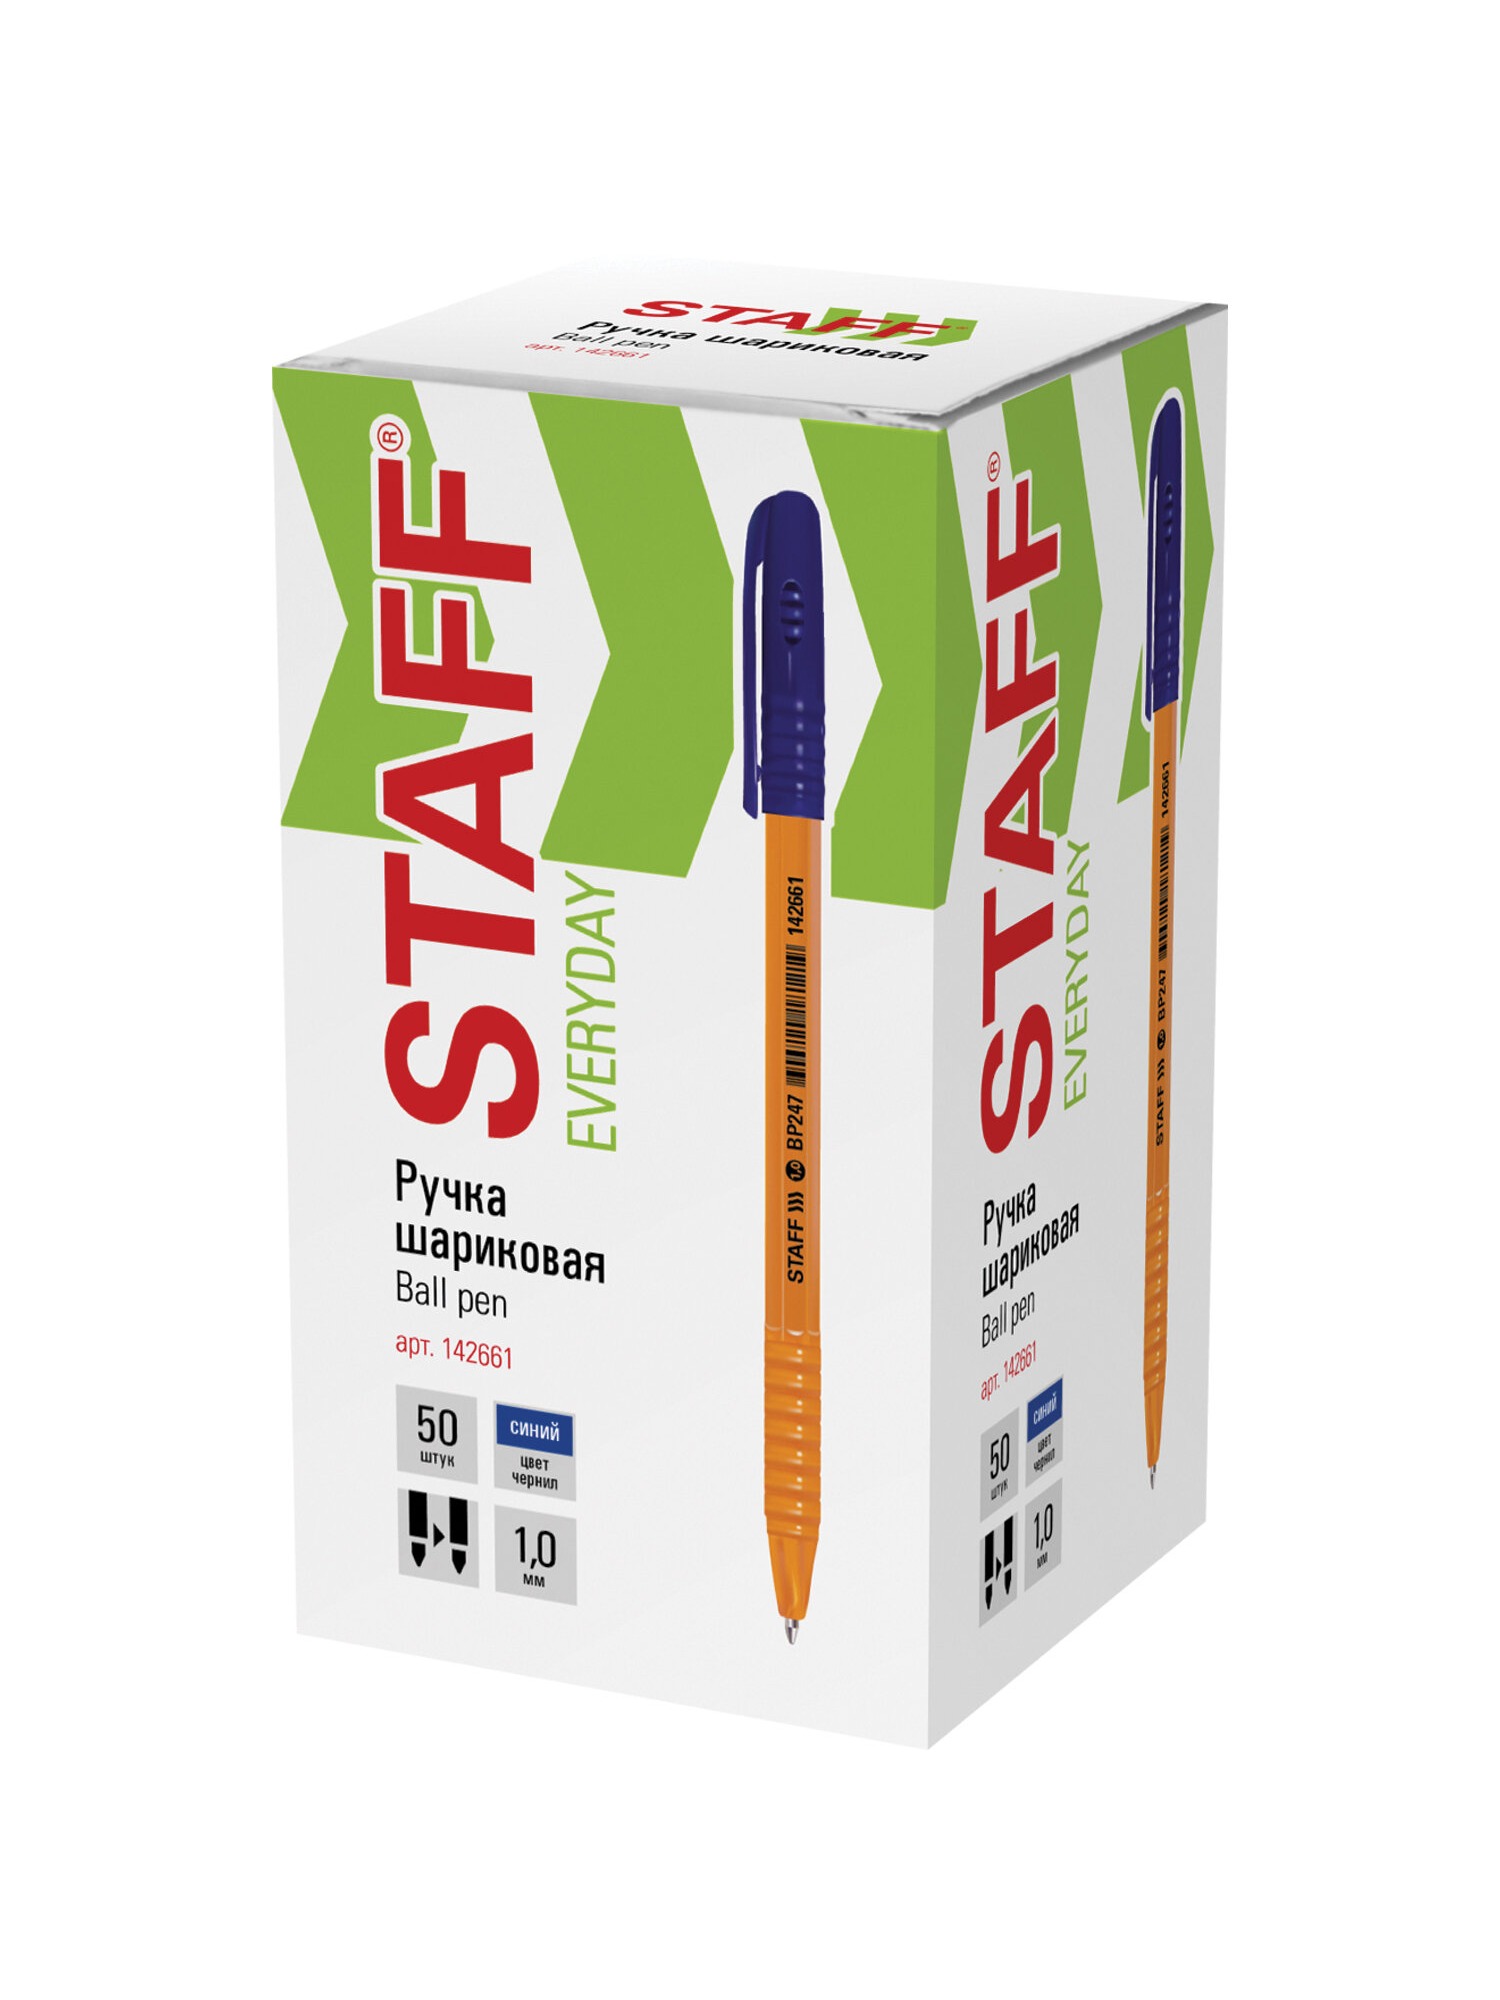 STAFF®
Ручка шариковая
Ball pen
арт. 142661
STAFF®
EVERYDAY
Ручка
шариковая
Ball pen
арт. 142661
50
штук
синий
цвет
чернил
1,0
мм
STAFF 1,0 BP247 142661
STAFF®
EVERYDAY
Ручка
шариковая
Ball pen
арт. 142661
50
штук
синий
цвет
чернил
1,0
мм
STAFF 1,0 BP247 142661